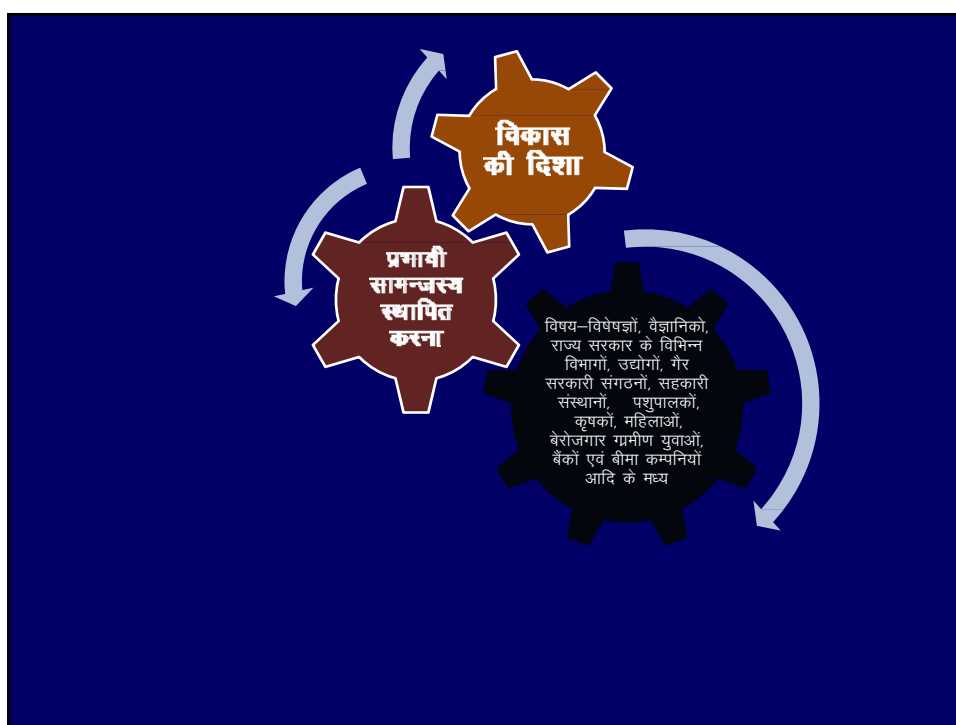 विकास
की दिशा
प्रभावी
सामन्जस्य
स्थापित
करना
विषय–विषेषज्ञों, वैज्ञानिको,
राज्य सरकार के विभिन्न
विभागों, उद्योगों, गैर
सरकारी संगठनों, सहकारी
संस्थानों, पशुपालकों,
कृषकों, महिलाओं,
बेरोजगार ग्रामीण युवाओं,
बैंकों एवं बीमा कम्पनियों
आदि के मध्य